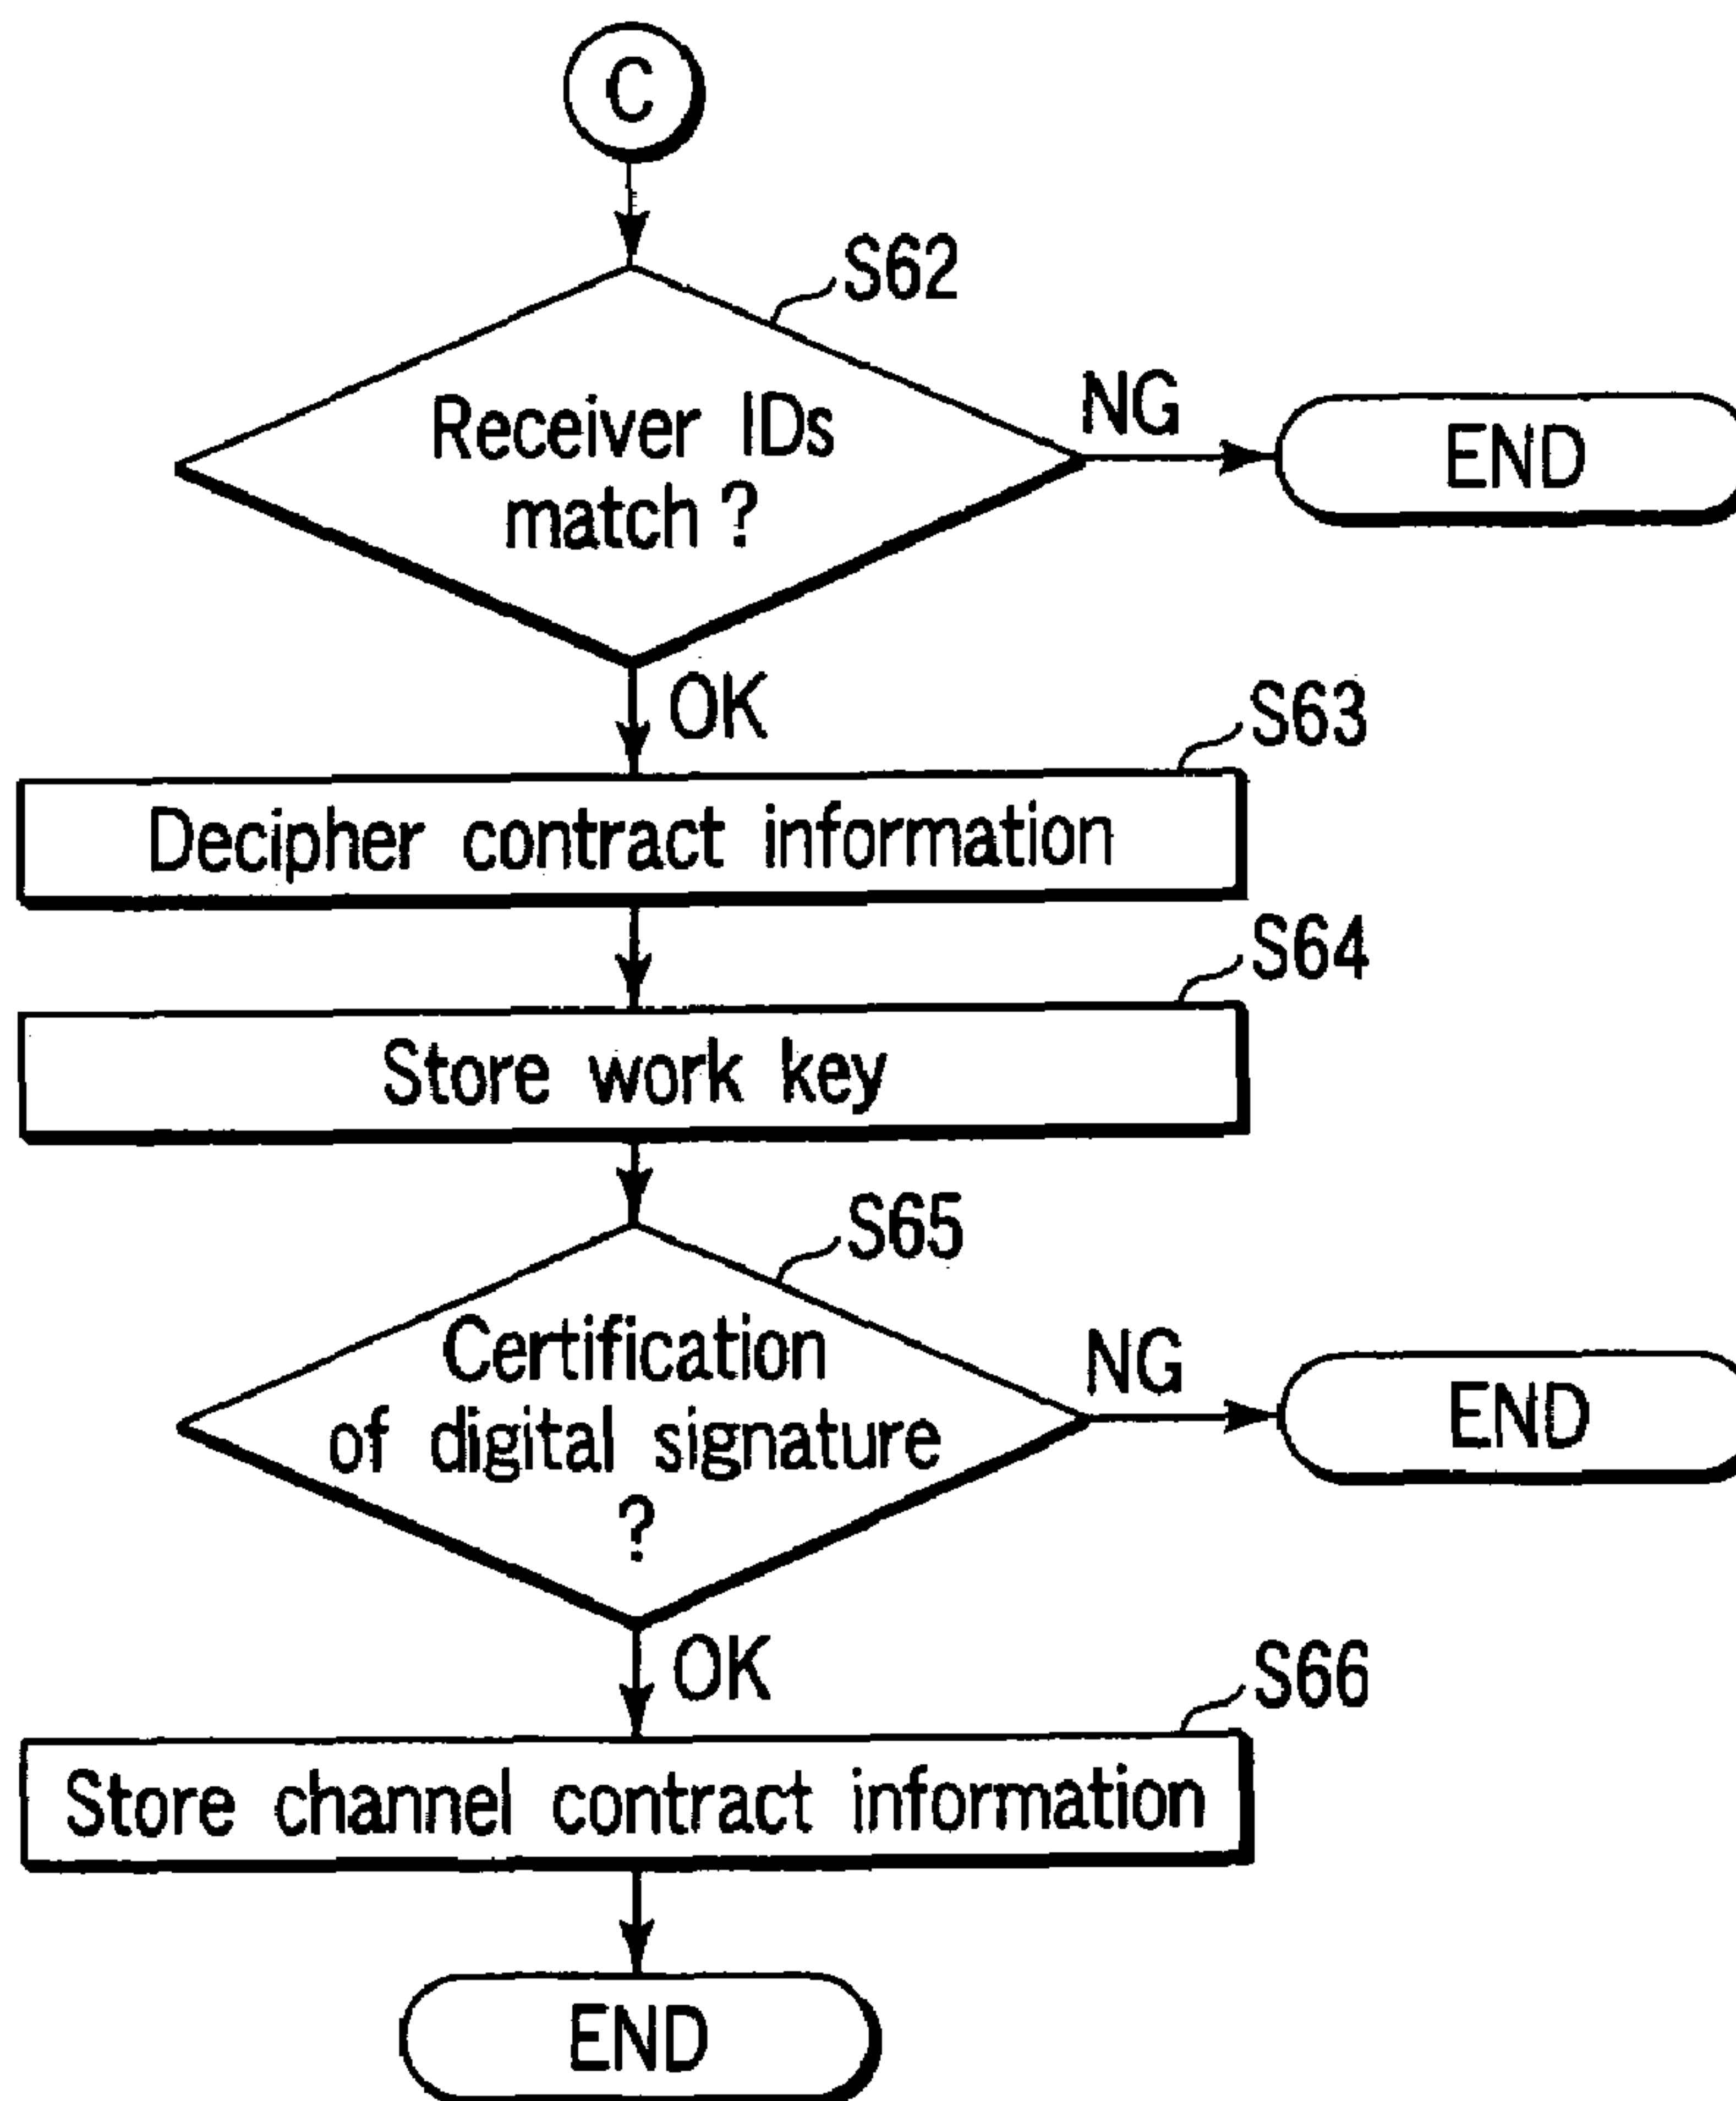 C
S62
Receiver IDs
match ?
NG
END
OK
S63
Decipher contract information
S64
Store work key
S65
Certification
of digital signature
?
NG
END
OK
S66
Store channel contract information
END